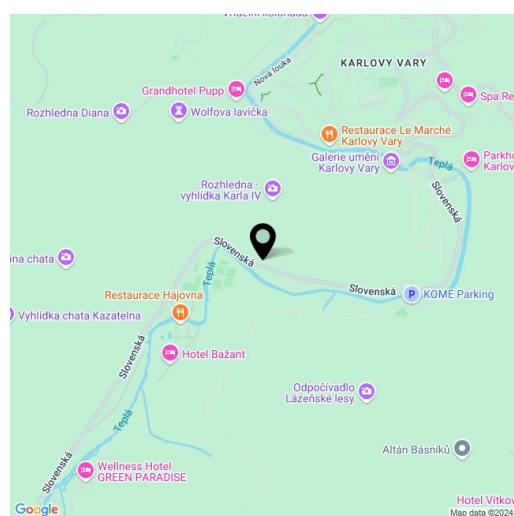 Vřídelní kolonáda
KARLOVY VARY
Nová louka
Grandhotel Pupp
Spa Re
Rozhledna Diana
Wolfova lavička
Restaurace Le Marché
Karlovy Vary
Galerie umění
Karlovy Vary
Teplá
Parkho
Karlov
Rozhledna -
vyhlídka Karla IV
Slovenská
Slovenská
ina chata
Teplá
Slovenská
KOME Parking
Restaurace Hájovna
Vyhlídka chata Kazatelna
Slovenská
Hotel Bažant
Odpočívadlo
Lázeňské lesy
Teplá
Altán Básníků
Slovenská
Wellness Hotel
GREEN PARADISE
Hotel Vítkov
Google
Map data ©2024